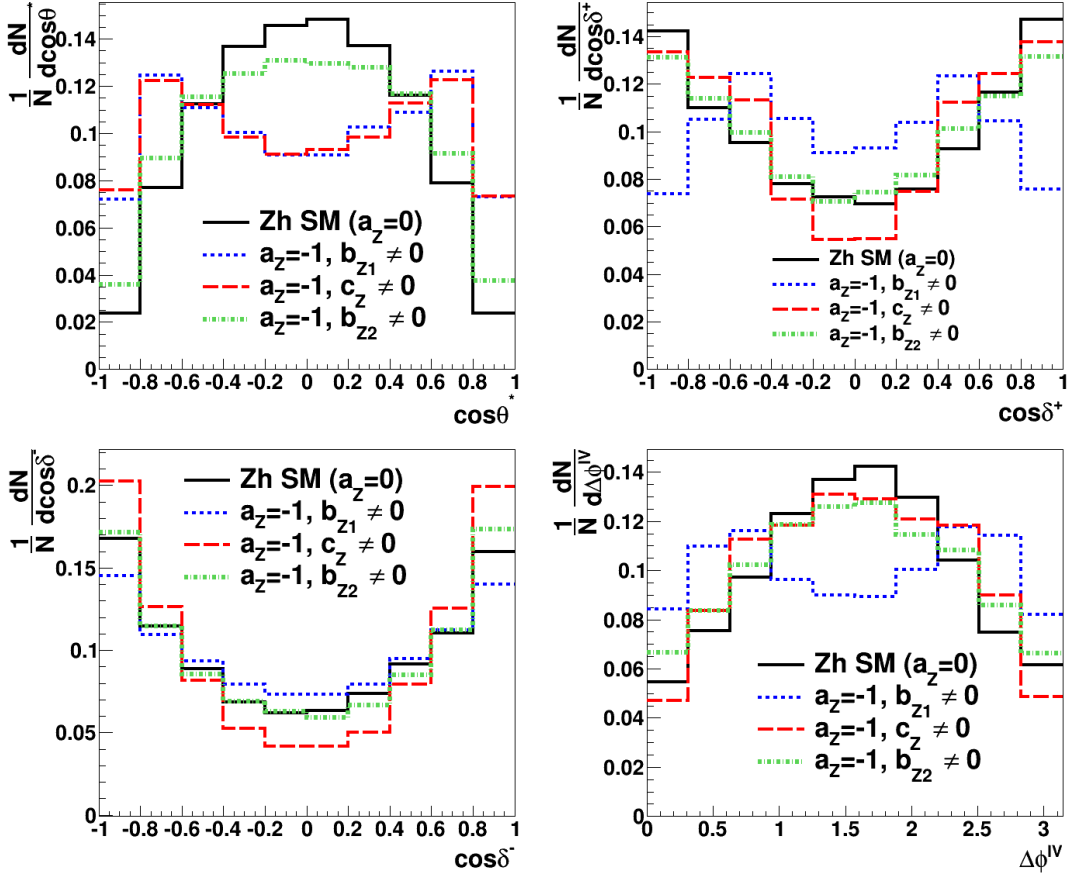 1/N dN/dcosθ*
0.14
0.12
0.1
0.08
0.06
0.04
0.02
0
Zh SM (a_Z=0)
a_Z=-1, b_Z1 ≠ 0
a_Z=-1, c_Z ≠ 0
a_Z=-1, b_Z2 ≠ 0
-1 -0.8 -0.6 -0.4 -0.2 0 0.2 0.4 0.6 0.8 1
cosθ*
1/N dN/dcosδ⁺
0.14
0.12
0.1
0.08
0.06
0.04
0.02
0
Zh SM (a_Z=0)
a_Z=-1, b_Z1 ≠ 0
a_Z=-1, c_Z ≠ 0
a_Z=-1, b_Z2 ≠ 0
-1 -0.8 -0.6 -0.4 -0.2 0 0.2 0.4 0.6 0.8 1
cosδ⁺
1/N dN/dcosδ⁻
0.2
0.15
0.1
0.05
0
Zh SM (a_Z=0)
a_Z=-1, b_Z1 ≠ 0
a_Z=-1, c_Z ≠ 0
a_Z=-1, b_Z2 ≠ 0
-1 -0.8 -0.6 -0.4 -0.2 0 0.2 0.4 0.6 0.8 1
cosδ⁻
1/N dN/dΔϕ^IV
0.14
0.12
0.1
0.08
0.06
0.04
0.02
0
Zh SM (a_Z=0)
a_Z=-1, b_Z1 ≠ 0
a_Z=-1, c_Z ≠ 0
a_Z=-1, b_Z2 ≠ 0
0 0.5 1 1.5 2 2.5 3
Δϕ^IV